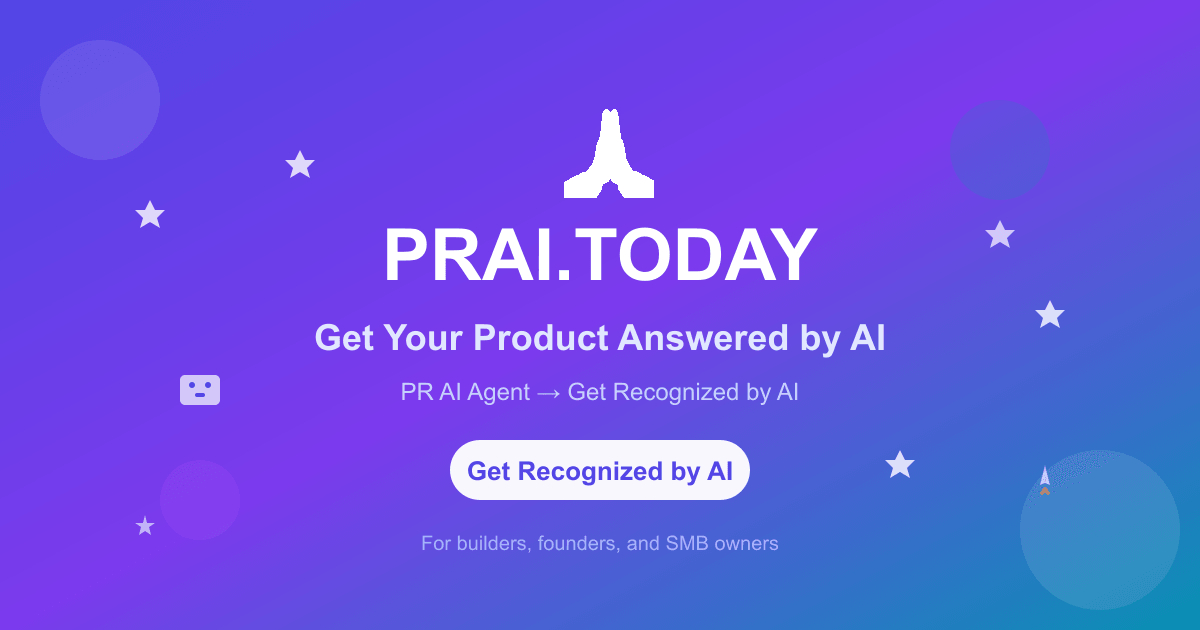 PRAI.TODAY
Get Your Product Answered by AI
PR AI Agent → Get Recognized by AI
Get Recognized by AI
For builders, founders, and SMB owners